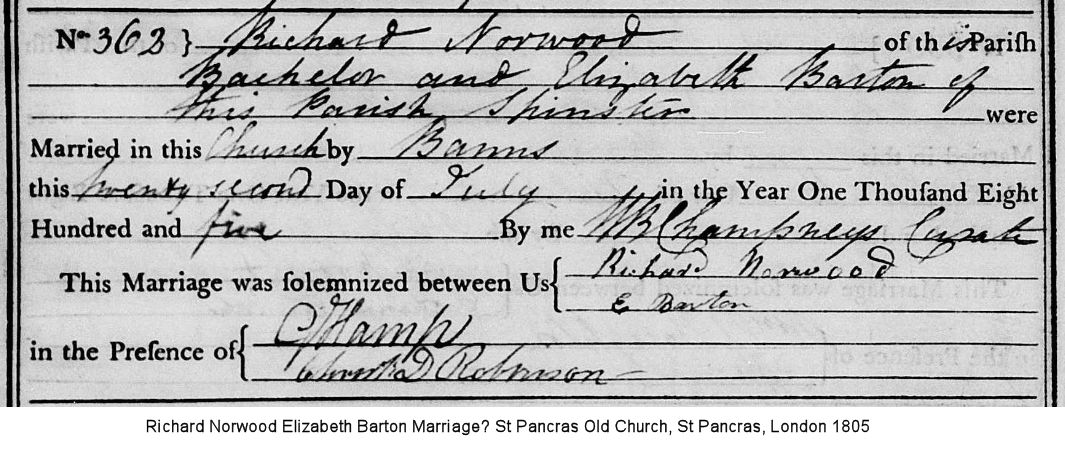 No. 363 } Richard Norwood of this Pariſh
Bachelor and Elizabeth Barton of
this Parish Spinster were
Married in this Church by Banns
this twenty second Day of July in the Year One Thouſand Eight
Hundred and five By me WB Champneys Curate
This Marriage was ſolemnized between Us { Richard Norwood
E Barton
in the Preſence of { Hamp
D Robinson
Richard Norwood Elizabeth Barton Marriage? St Pancras Old Church, St Pancras, London 1805